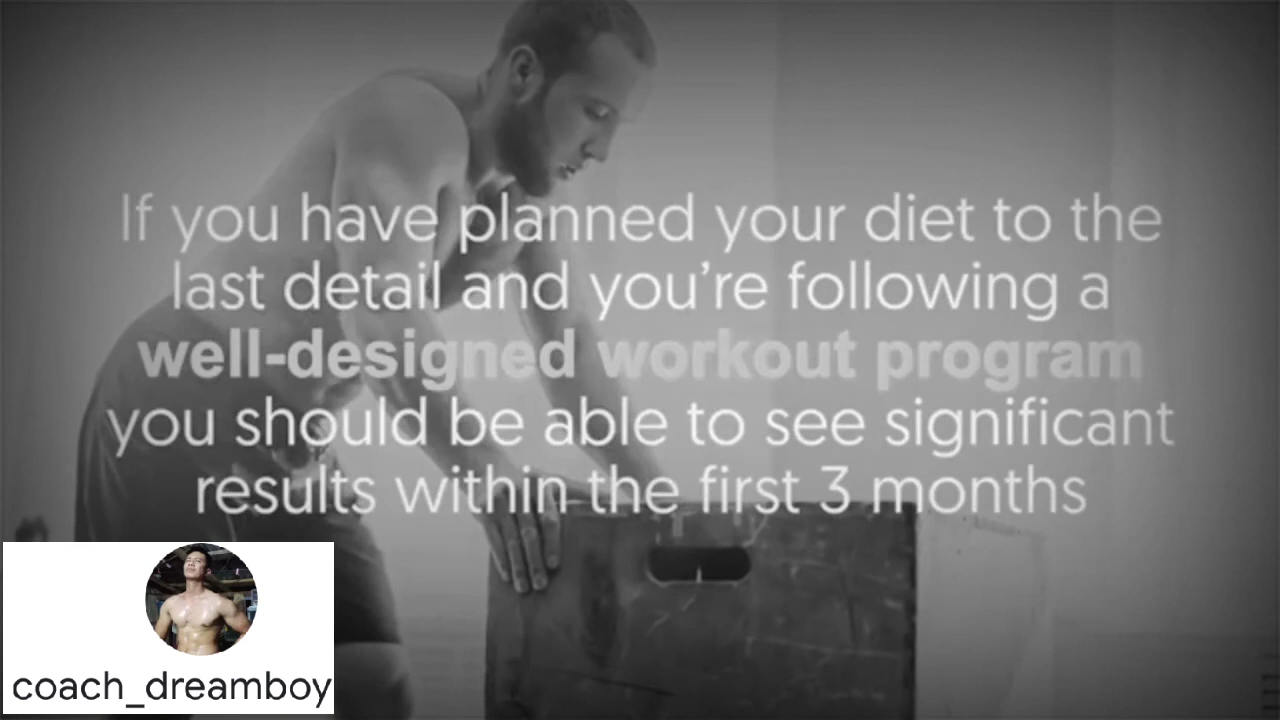 If you have planned your diet to the
last detail and you’re following a
well-designed workout program
you should be able to see significant
results within the first 3 months
coach_dreamboy